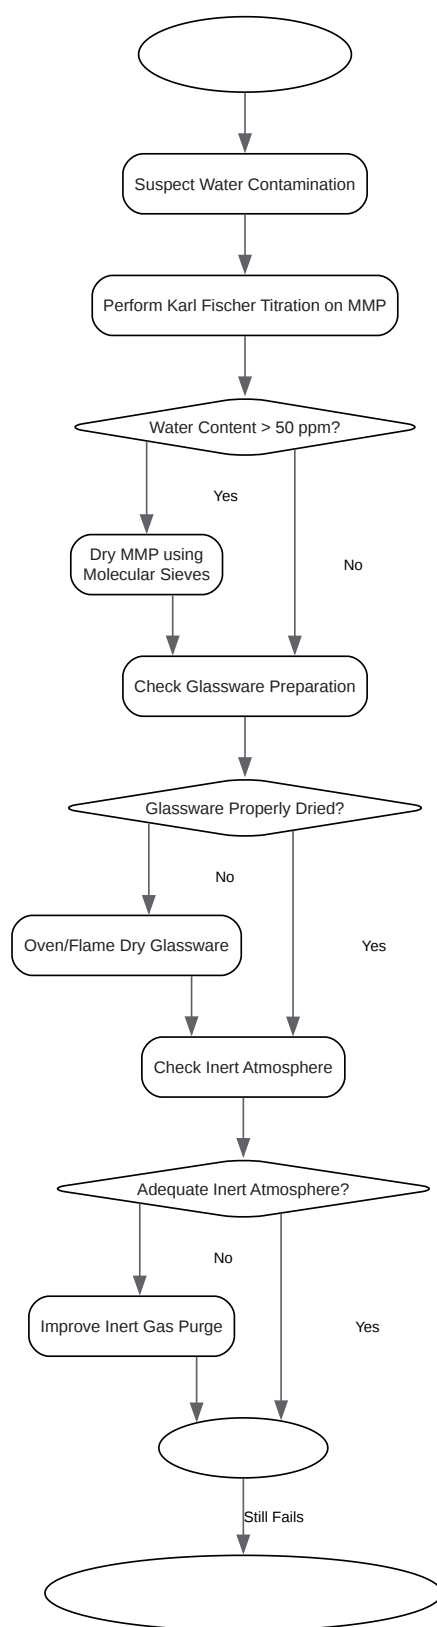 Suspect Water Contamination
Perform Karl Fischer Titration on MMP
Water Content > 50 ppm?
Yes
Dry MMP using
Molecular Sieves
No
Check Glassware Preparation
Glassware Properly Dried?
No
Oven/Flame Dry Glassware
Yes
Check Inert Atmosphere
Adequate Inert Atmosphere?
No
Improve Inert Gas Purge
Yes
Still Fails